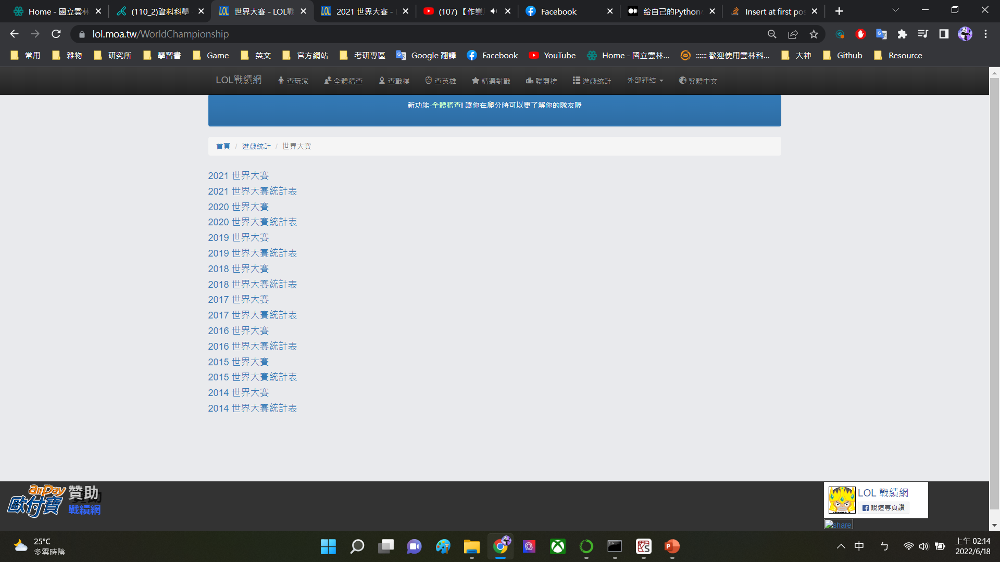 Home - 國立雲林
(110_2)資料科學
世界大賽 - LOL戰
2021 世界大賽 -
(107)【作業
Facebook
給自己的Python
Insert at first pos
lol.moa.tw/WorldChampionship
常用
雜物
研究所
學習書
Game
英文
官方網站
考研專區
Google 翻譯
Facebook
YouTube
Home - 國立雲林...
:::::: 歡迎使用雲林科...
大神
Github
Resource
LOL戰績網
查玩家
全體稽查
查戰棋
查英雄
精選對戰
聯盟榜
遊戲統計
外部連結
繁體中文
新功能-全體稽查! 讓你在爬分時可以更了解你的隊友喔
首頁 / 遊戲統計 / 世界大賽
2021 世界大賽
2021 世界大賽統計表
2020 世界大賽
2020 世界大賽統計表
2019 世界大賽
2019 世界大賽統計表
2018 世界大賽
2018 世界大賽統計表
2017 世界大賽
2017 世界大賽統計表
2016 世界大賽
2016 世界大賽統計表
2015 世界大賽
2015 世界大賽統計表
2014 世界大賽
2014 世界大賽統計表
allPay
歐付寶
贊助
戰績網
LOL 戰績網
說這專頁讚
share
25°C
多雲時陰
中
ㄅ
上午 02:14
2022/6/18